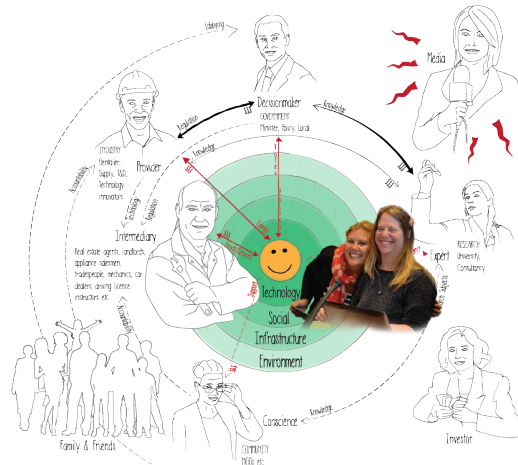 Lobbying
Media
Decisionmaker
GOVERNMENT
Minister, Policy, Local
Regulation
Knowledge
Knowledge
INDUSTRY
Provider
Supply, R&D,
Technology
innovators
Accountability
Technology
Regulation
Intermediary
Real estate agents, landlords,
appliance salesmen,
tradespeople, mechanics, car
dealers, driving licence
instructors etc
Accountability
Support
Expert
RESEARCH
University,
Consultancy
Technology
Social
Infrastructure
Environment
Family & Friends
Conscience
COMMUNITY
NGOs etc
Knowledge
Investor